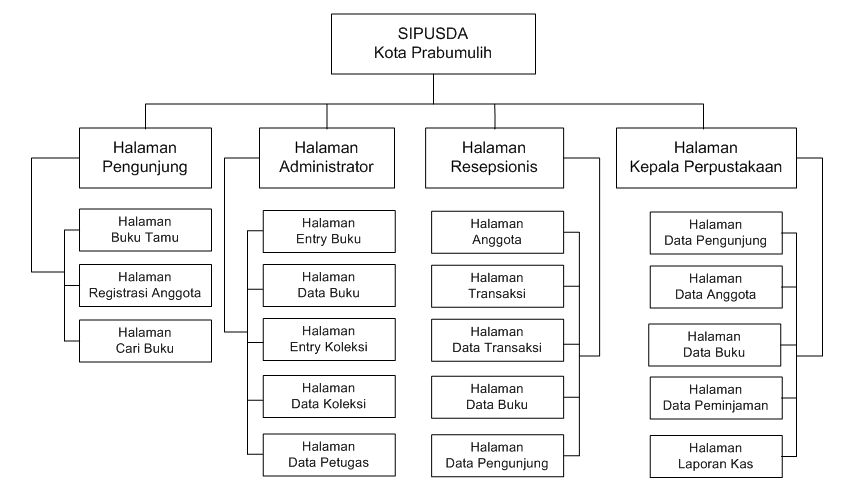 SIPUSDA
Kota Prabumulih
Halaman
Pengunjung
Halaman
Administrator
Halaman
Resepsionis
Halaman
Kepala Perpustakaan
Halaman
Buku Tamu
Halaman
Registrasi Anggota
Halaman
Cari Buku
Halaman
Entry Buku
Halaman
Data Buku
Halaman
Entry Koleksi
Halaman
Data Koleksi
Halaman
Data Petugas
Halaman
Anggota
Halaman
Transaksi
Halaman
Data Transaksi
Halaman
Data Buku
Halaman
Data Pengunjung
Halaman
Data Pengunjung
Halaman
Data Anggota
Halaman
Data Buku
Halaman
Data Peminjaman
Halaman
Laporan Kas